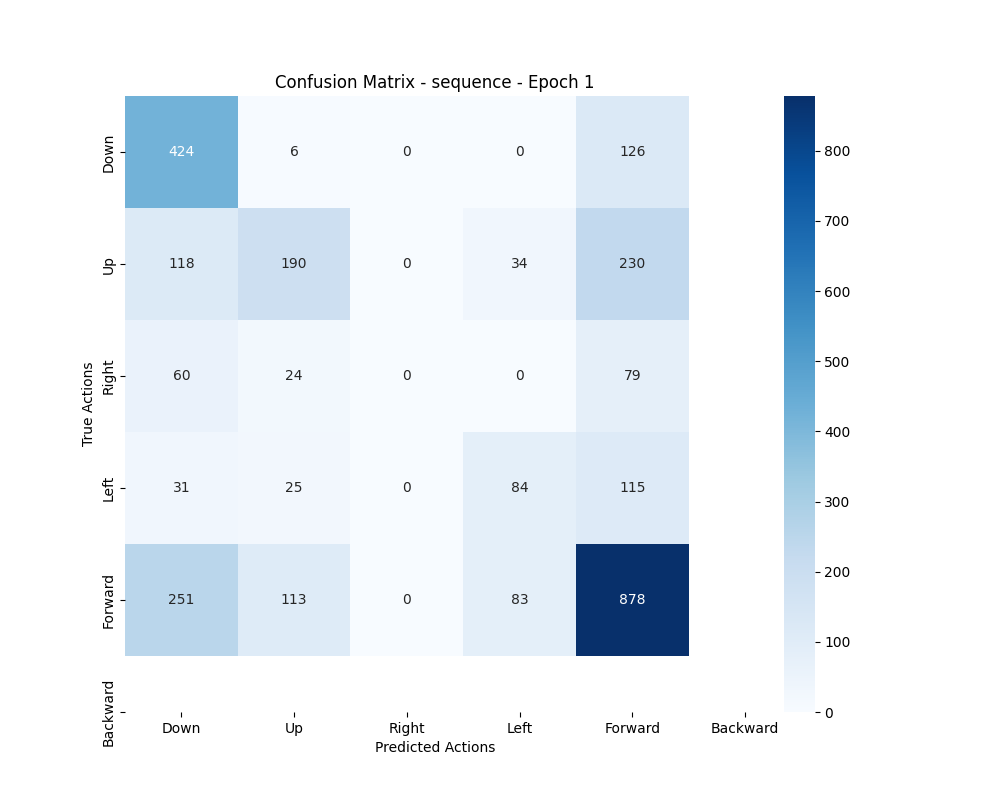 Confusion Matrix - sequence - Epoch 1
True Actions
Down 424 6 0 0 126
Up 118 190 0 34 230
Right 60 24 0 0 79
Left 31 25 0 84 115
Forward 251 113 0 83 878
Backward
Down Up Right Left Forward Backward
Predicted Actions
800
700
600
500
400
300
200
100
0